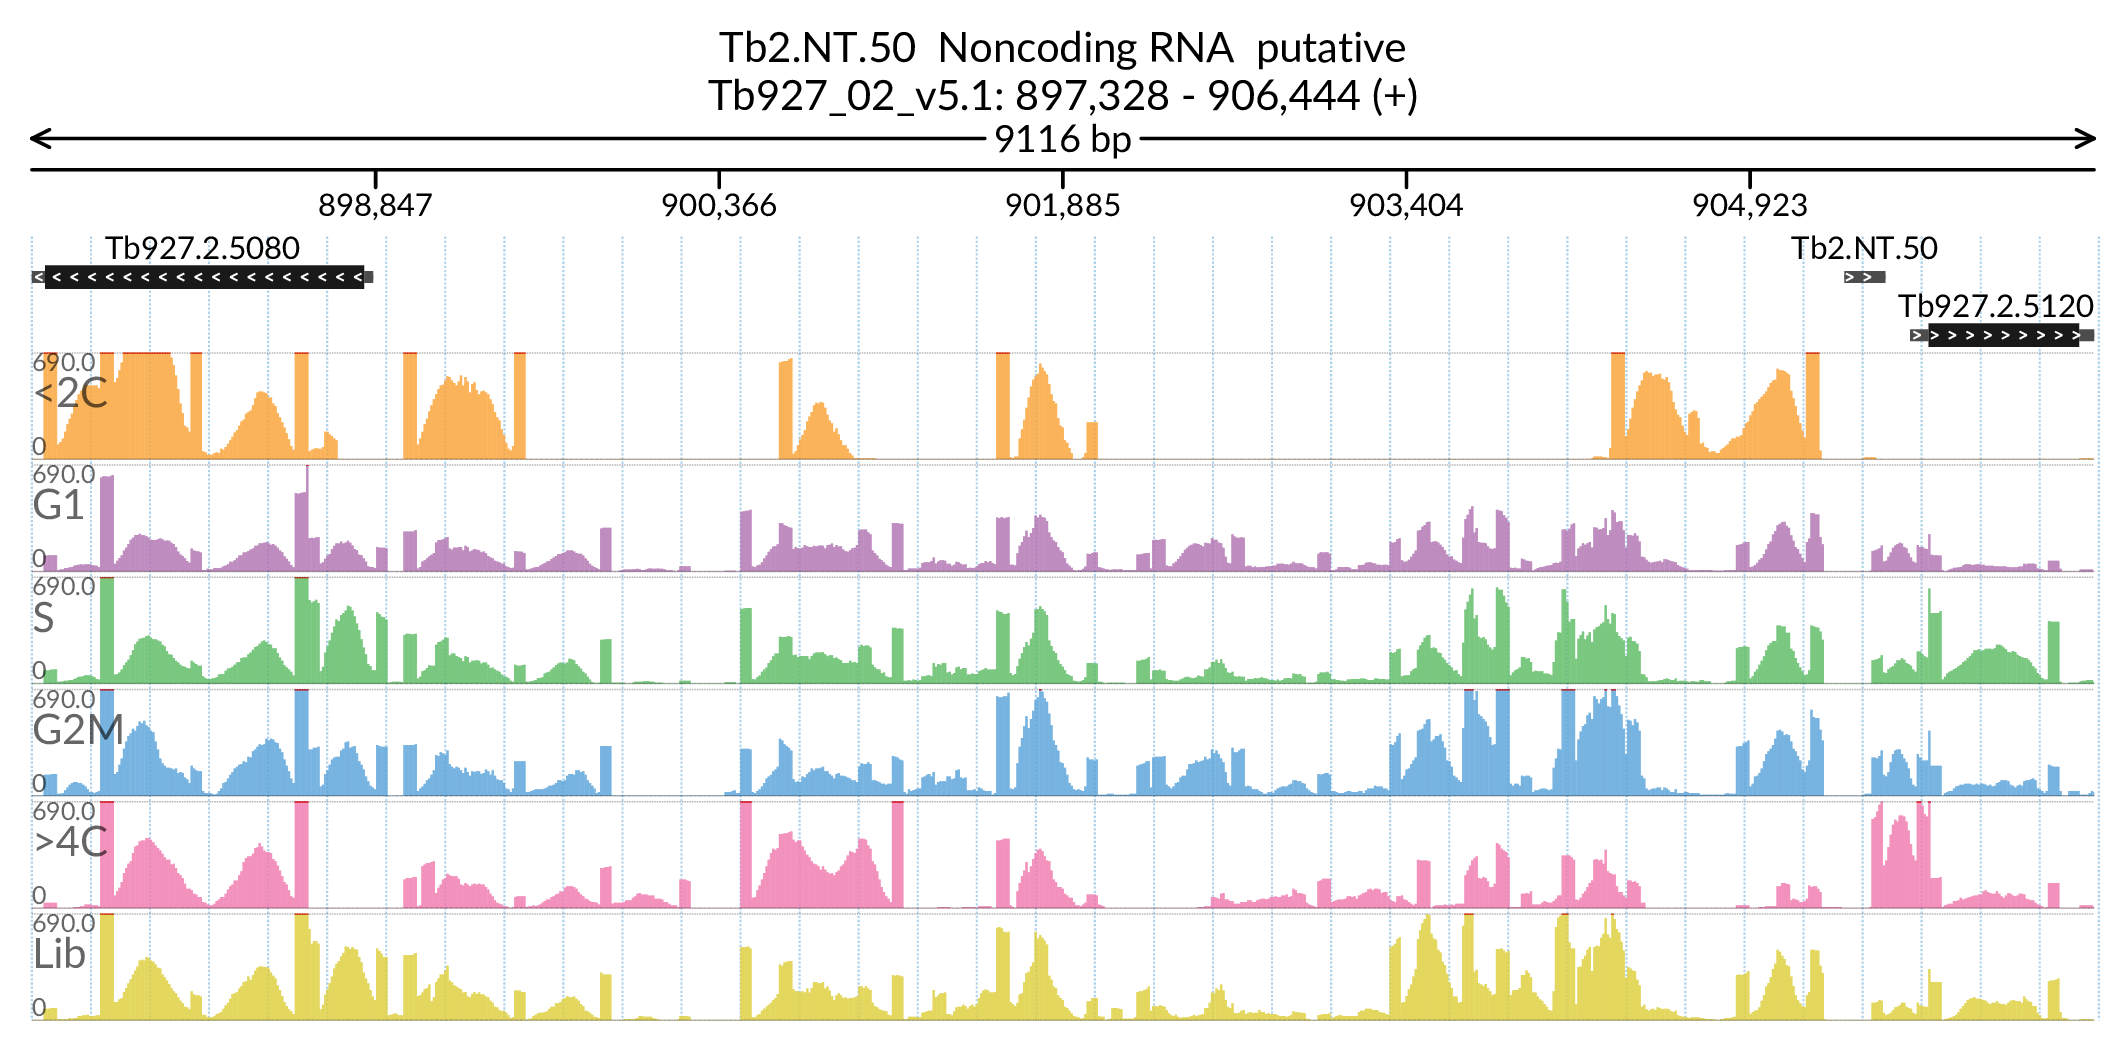 Tb2.NT.50 Noncoding RNA putative
Tb927_02_v5.1: 897,328 - 906,444 (+)
9116 bp
898,847 900,366 901,885 903,404 904,923
Tb927.2.5080 Tb2.NT.50
Tb927.2.5120
690.0
<2C
0
690.0
G1
0
690.0
S
0
690.0
G2M
0
690.0
>4C
0
690.0
Lib
0